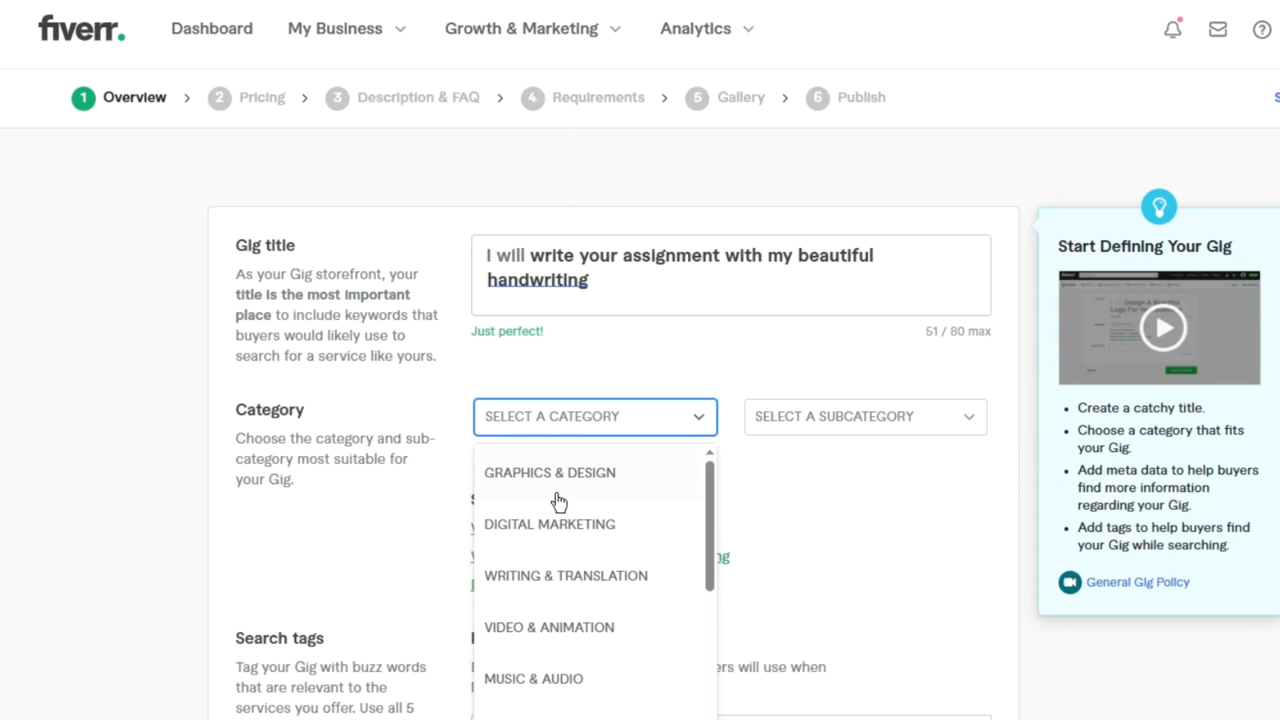 fiverr.
Dashboard My Business Growth & Marketing Analytics
1 Overview 2 Pricing 3 Description & FAQ 4 Requirements 5 Gallery 6 Publish
Gig title
As your Gig storefront, your
title is the most important
place to include keywords that
buyers would likely use to
search for a service like yours.
I will write your assignment with my beautiful
handwriting
Just perfect!
51 / 80 max
Category
Choose the category and sub-
category most suitable for
your Gig.
SELECT A CATEGORY
SELECT A SUBCATEGORY
GRAPHICS & DESIGN
DIGITAL MARKETING
WRITING & TRANSLATION
VIDEO & ANIMATION
MUSIC & AUDIO
Search tags
Tag your Gig with buzz words
that are relevant to the
services you offer. Use all 5
will use when
Start Defining Your Gig
• Create a catchy title.
• Choose a category that fits
your Gig.
• Add meta data to help buyers
find more information
regarding your Gig.
• Add tags to help buyers find
your Gig while searching.
General Gig Policy